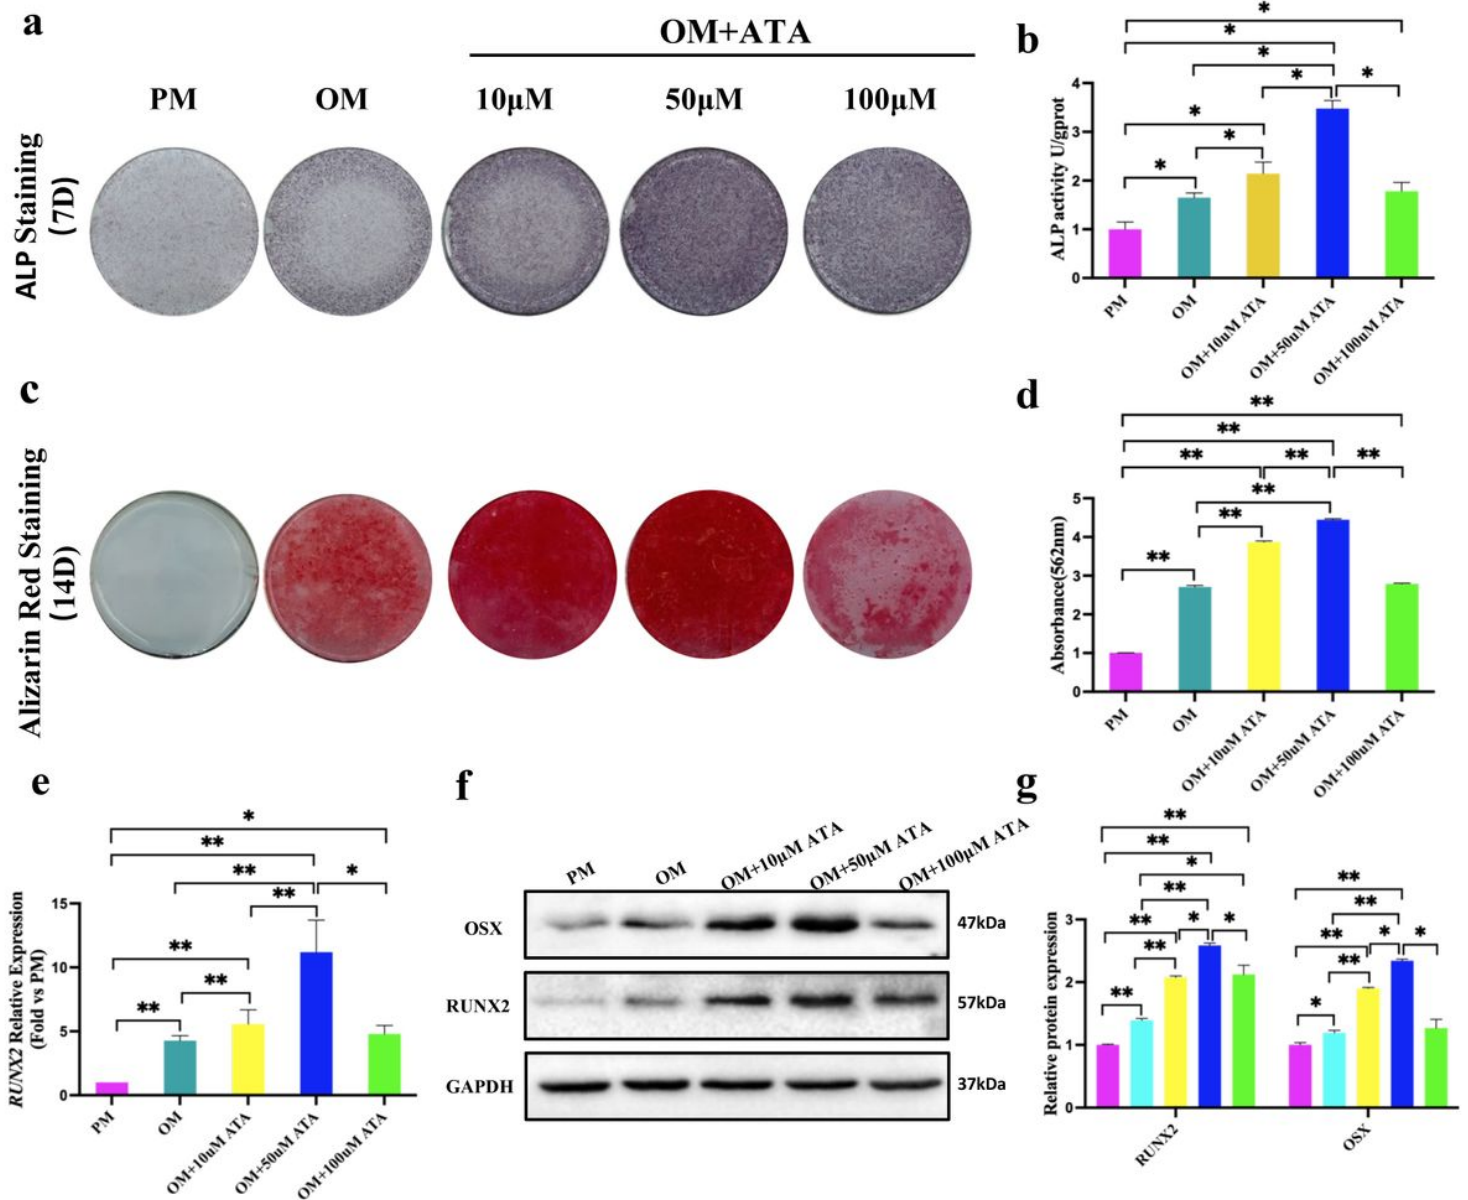 a
OM+ATA
PM OM 10μM 50μM 100μM
ALP Staining
(7D)
b
* * * * * * * *
ALP activity U/gprot
4
3
2
1
0
PM OM OM+10uM ATA OM+50uM ATA OM+100uM ATA
c
Alizarin Red Staining
(14D)
d
** ** ** ** ** ** ** **
Absorbance(562nm)
5
4
3
2
1
0
PM OM OM+10uM ATA OM+50uM ATA OM+100uM ATA
e
* ** ** * ** ** ** **
RUNX2 Relative Expression
(Fold vs PM)
15
10
5
0
PM OM OM+10uM ATA OM+50uM ATA OM+100uM ATA
f
PM OM OM+10μM ATA OM+50μM ATA OM+100μM ATA
OSX 47kDa
RUNX2 57kDa
GAPDH 37kDa
g
** ** * ** ** * * ** **
** ** ** * * ** *
Relative protein expression
3
2
1
0
RUNX2 OSX